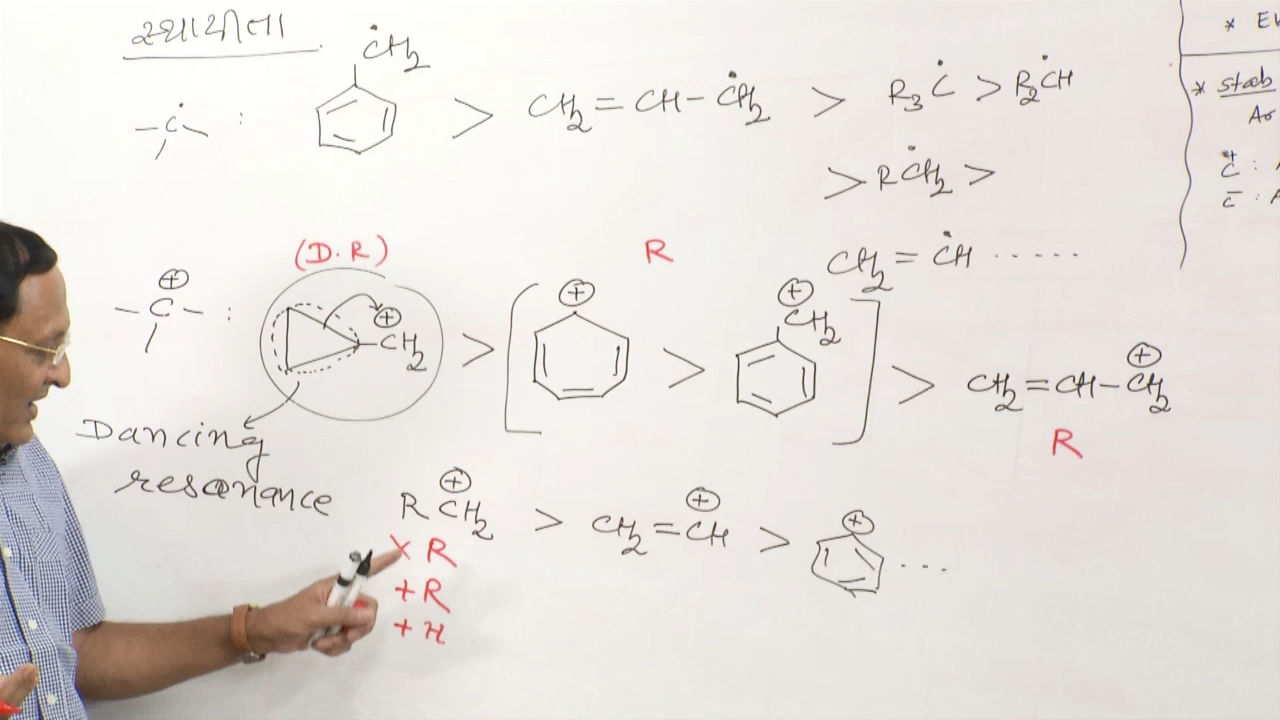 સ્થાયીતા
ĊH₂
–Ċ– : > CH₂=CH–ĊH₂ > R₃Ċ > R₂ĊH
> RĊH₂ >
CH₂=ĊH .....
(D.R) R
–C⊕– : ⊕CH₂ > [ ⊕ > ⊕CH₂ ] > CH₂=CH–⊕CH₂
R
Dancing
resonance
R⊕CH₂ > CH₂=⊕CH > ⊕ ...
× R
+R
+H
* Stab
Ar